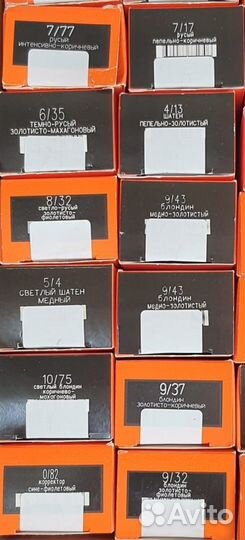 7/77
русый
интенсивно-коричневый
7/17
русый
пепельно-коричневый
6/35
ТЕМНО-РУСЫЙ
ЗОЛОТИСТО-МАХАГОНОВЫЙ
4/13
ШАТЕН
ПЕПЕЛЬНО-ЗОЛОТИСТЫЙ
8/32
светло-русый
золотисто-
фиолетовый
9/43
блондин
медно-золотистый
5/4
СВЕТЛЫЙ ШАТЕН
МЕДНЫЙ
9/43
блондин
медно-золотистый
10/75
светлый блондин
коричнево-
махагоновый
9/37
блондин
золотисто-коричневый
0/82
корректор
сине-фиолетовый
9/32
блондин
золотисто-
фиолетовый
Avito